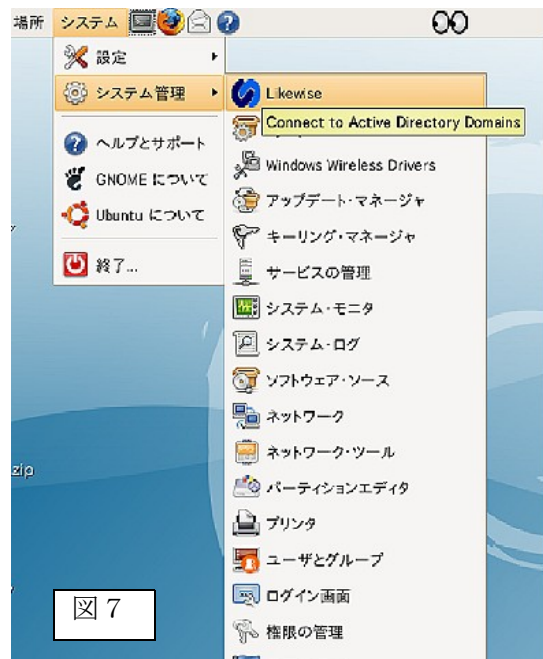 場所 システム
設定
システム管理
ヘルプとサポート
GNOME について
Ubuntu について
終了...
Likewise
Connect to Active Directory Domains
Windows Wireless Drivers
アップデート・マネージャ
キーリング・マネージャ
サービスの管理
システム・モニタ
システム・ログ
ソフトウェア・ソース
ネットワーク
ネットワーク・ツール
パーティションエディタ
プリンタ
ユーザとグループ
ログイン画面
権限の管理
zip
図7